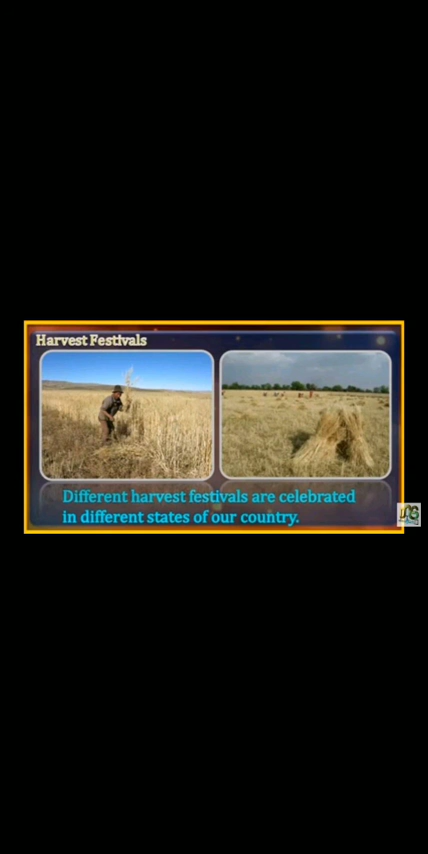 Harvest Festivals
Different harvest festivals are celebrated
in different states of our country.